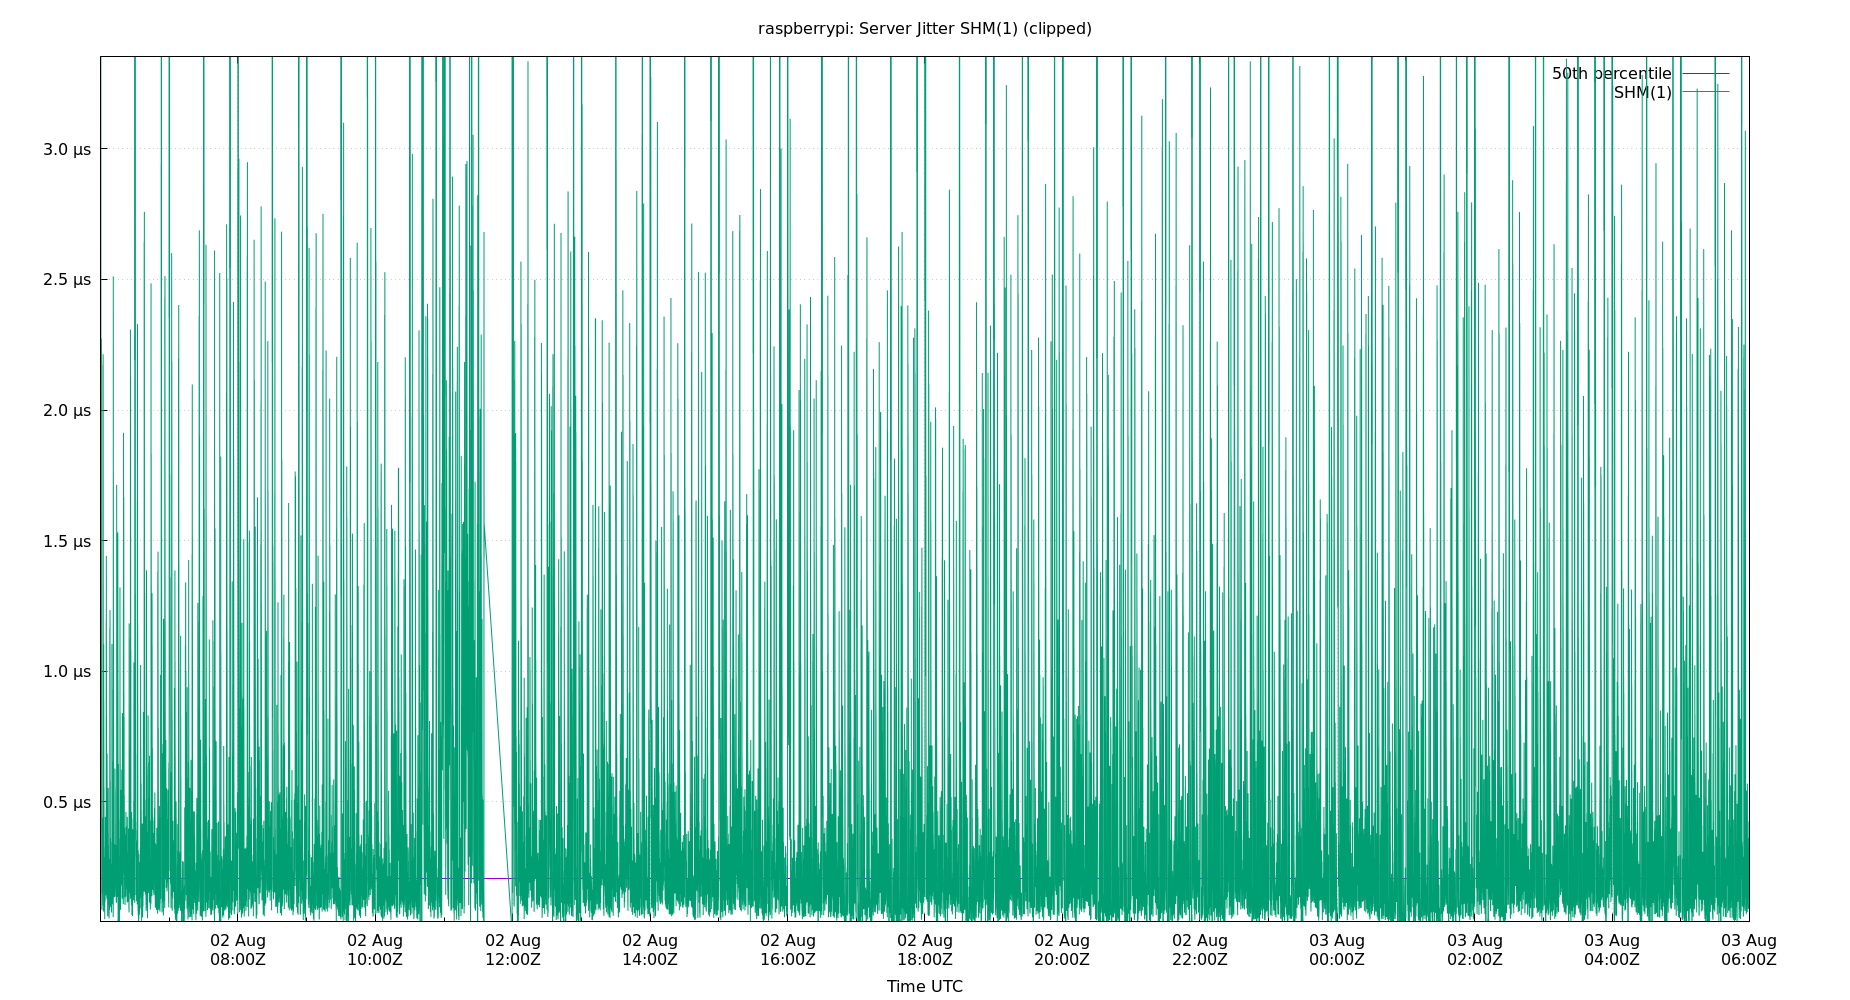 raspberrypi: Server Jitter SHM(1) (clipped)
50th percentile
SHM(1)
3.0 µs
2.5 µs
2.0 µs
1.5 µs
1.0 µs
0.5 µs
02 Aug 02 Aug 02 Aug 02 Aug 02 Aug 02 Aug 02 Aug 02 Aug 03 Aug 03 Aug 03 Aug 03 Aug
08:00Z 10:00Z 12:00Z 14:00Z 16:00Z 18:00Z 20:00Z 22:00Z 00:00Z 02:00Z 04:00Z 06:00Z
Time UTC